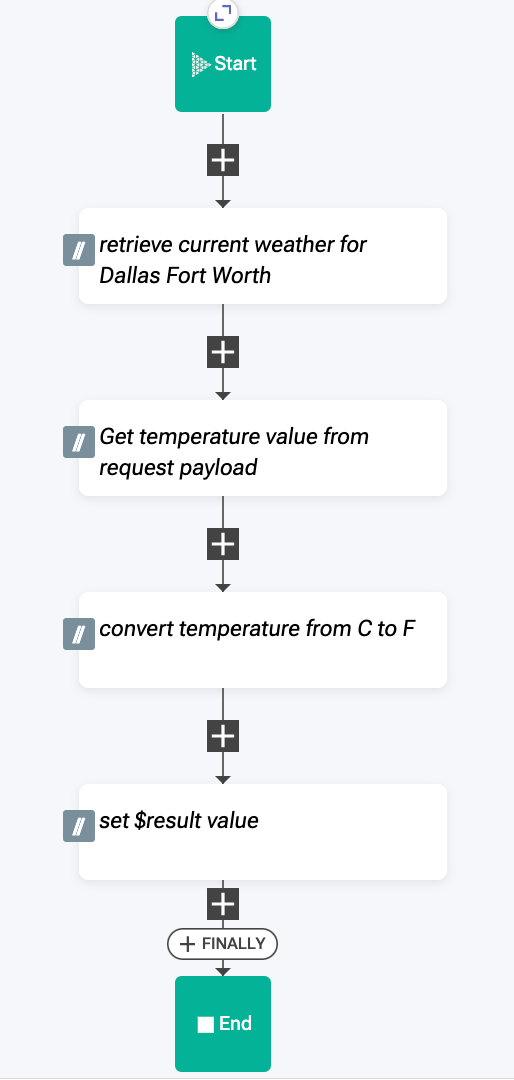 Start
retrieve current weather for
Dallas Fort Worth
Get temperature value from
request payload
convert temperature from C to F
set $result value
+ FINALLY
End